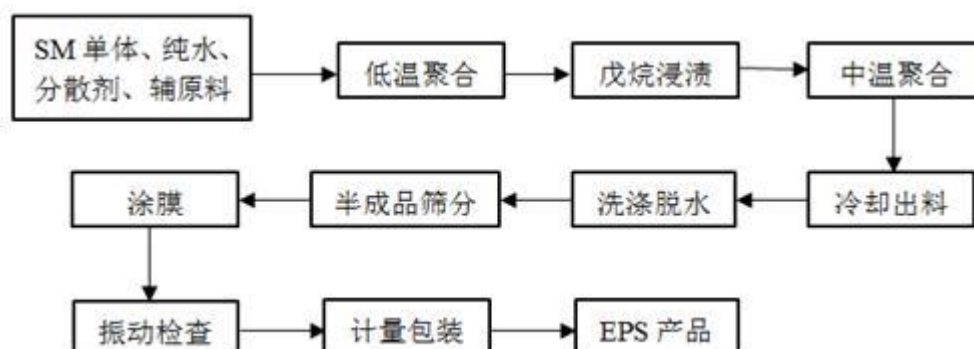 SM 单体、纯水、
分散剂、辅原料
低温聚合
戊烷浸渍
中温聚合
冷却出料
洗涤脱水
半成品筛分
涂膜
振动检查
计量包装
EPS 产品